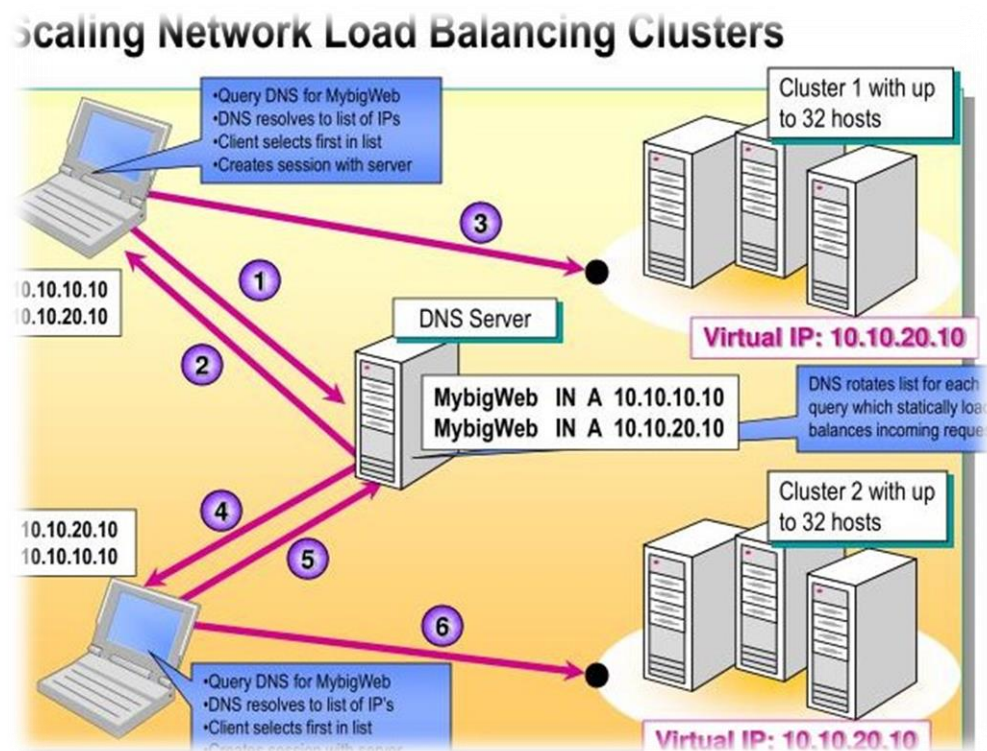 Scaling Network Load Balancing Clusters
•Query DNS for MybigWeb
•DNS resolves to list of IPs
•Client selects first in list
•Creates session with server
Cluster 1 with up
to 32 hosts
3
1
10.10.10.10
10.10.20.10
2
DNS Server
Virtual IP: 10.10.20.10
MybigWeb IN A 10.10.10.10
MybigWeb IN A 10.10.20.10
DNS rotates list for each
query which statically load
balances incoming reque
Cluster 2 with up
to 32 hosts
4
10.10.20.10
10.10.10.10
5
6
•Query DNS for MybigWeb
•DNS resolves to list of IP's
•Client selects first in list
•Creates session with server
Virtual IP: 10.10.20.10